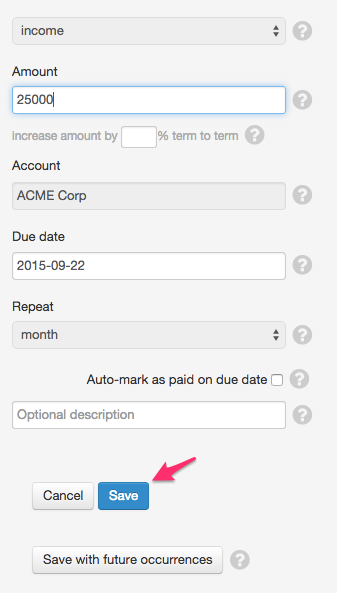 income ?
Amount
25000 ?
increase amount by % term to term ?
Account
ACME Corp ?
Due date
2015-09-22 ?
Repeat
month ?
Auto-mark as paid on due date ?
Optional description ?
Cancel Save
Save with future occurrences ?